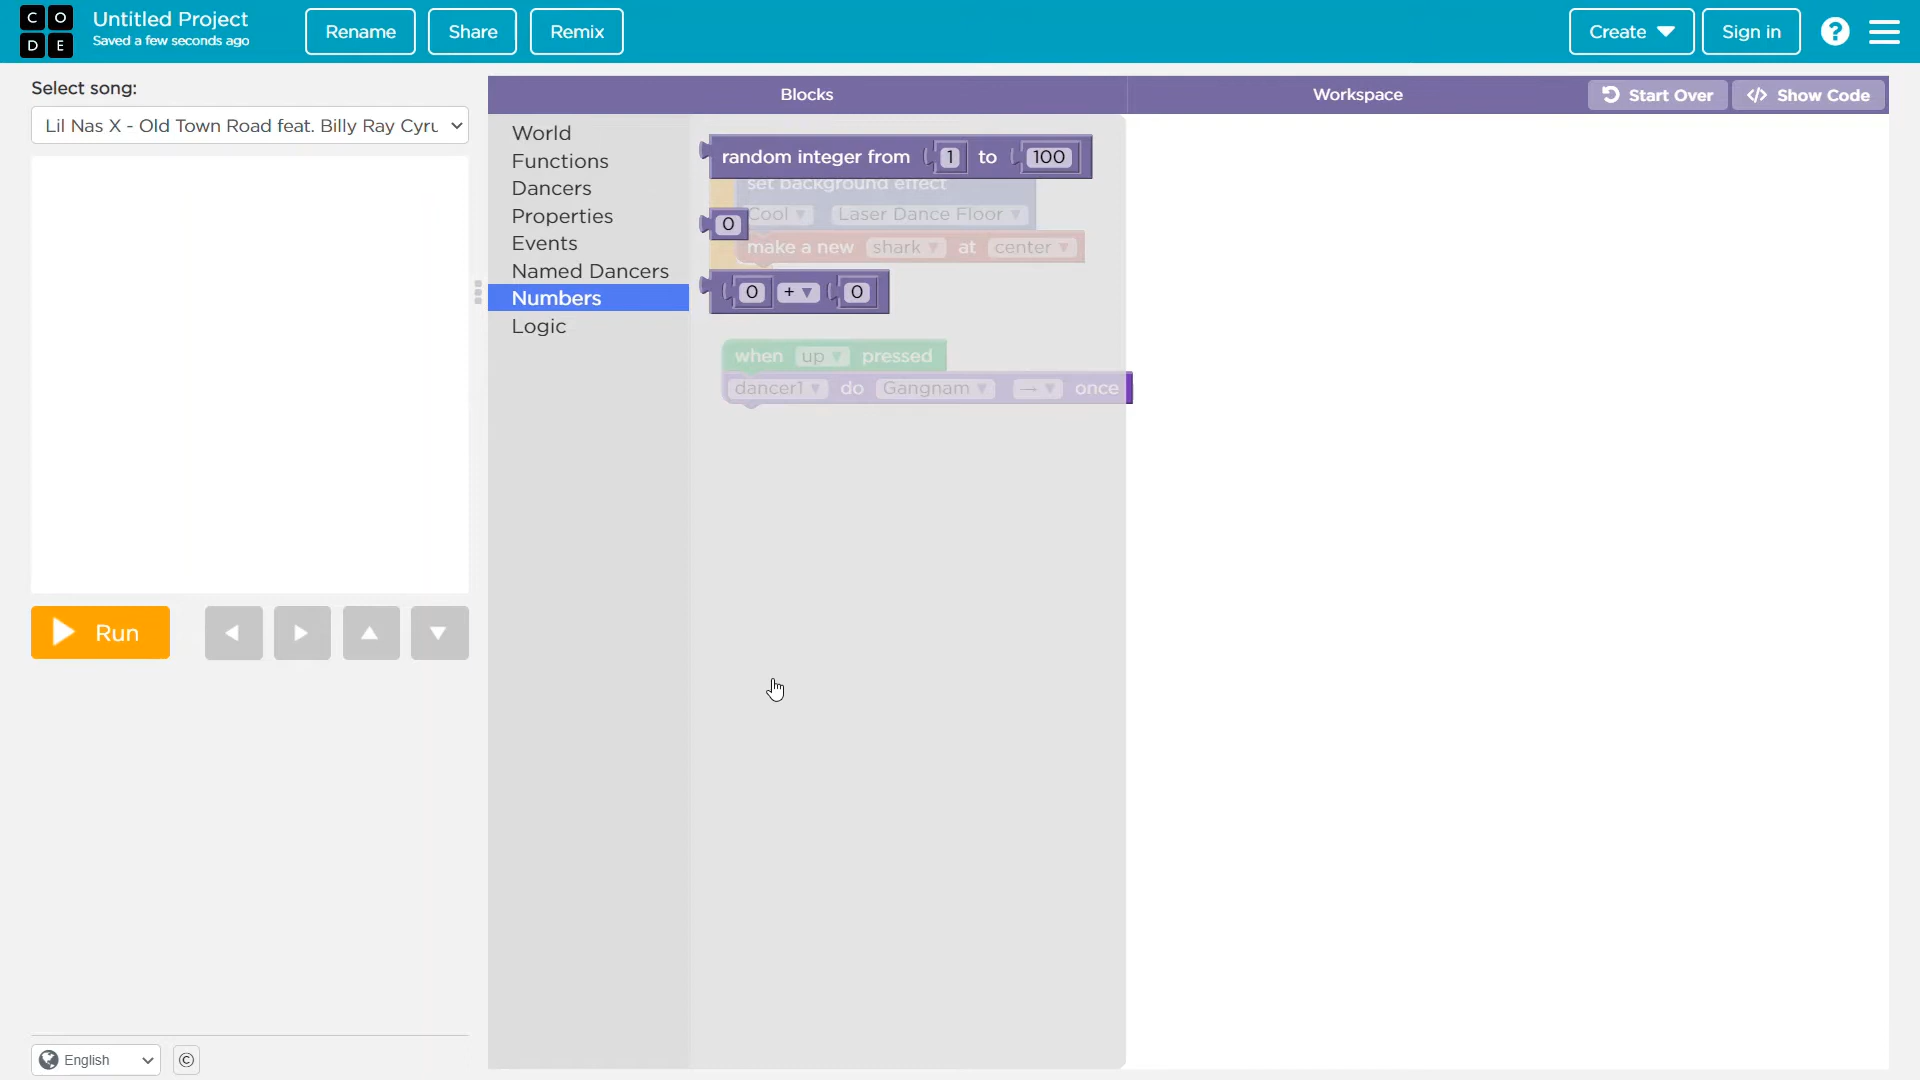 CODE
Untitled Project
Saved a few seconds ago
Rename
Share
Remix
Create
Sign in
?
Select song:
Lil Nas X - Old Town Road feat. Billy Ray Cyru
Blocks
Workspace
Start Over
</> Show Code
World
Functions
Dancers
Properties
Events
Named Dancers
Numbers
Logic
random integer from 1 to 100
set background effect
0
Cool Laser Dance Floor
make a new shark at center
0 + 0
when up pressed
dancer1 do Gangnam → once
Run
English
©